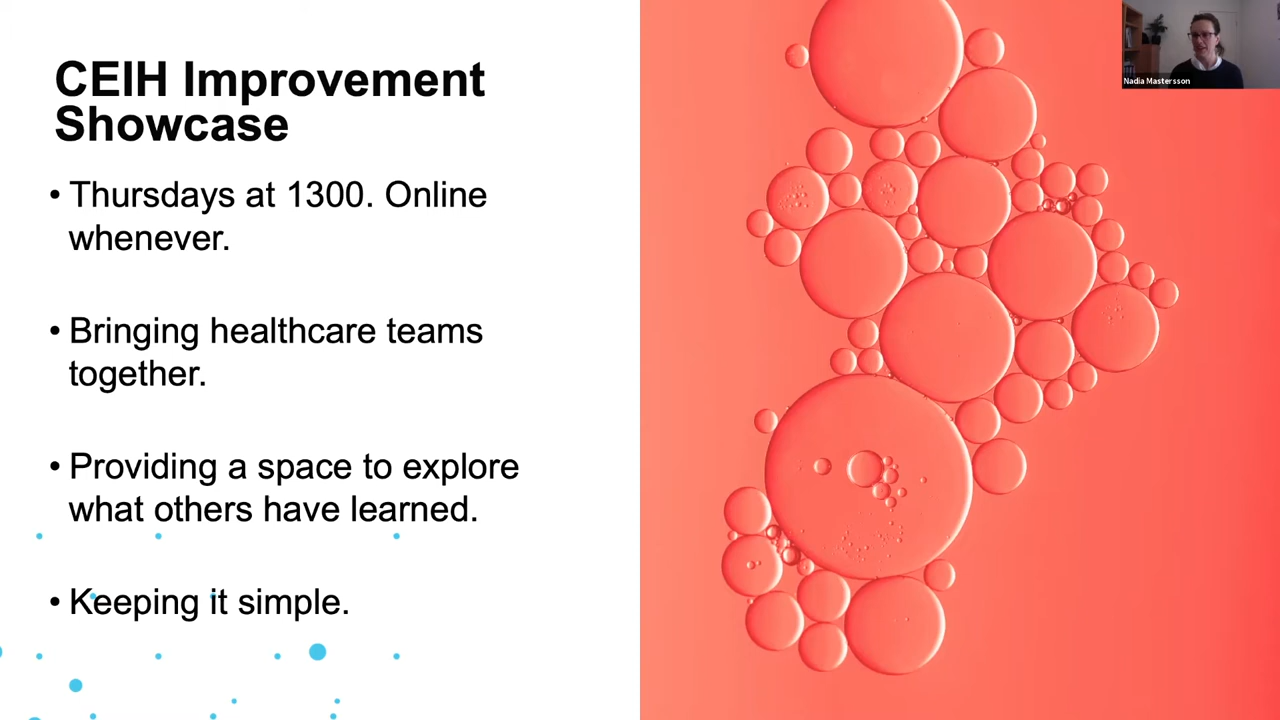 CEIH Improvement
Showcase
• Thursdays at 1300. Online
whenever.
• Bringing healthcare teams
together.
• Providing a space to explore
what others have learned.
• Keeping it simple.
Nadia Mastersson